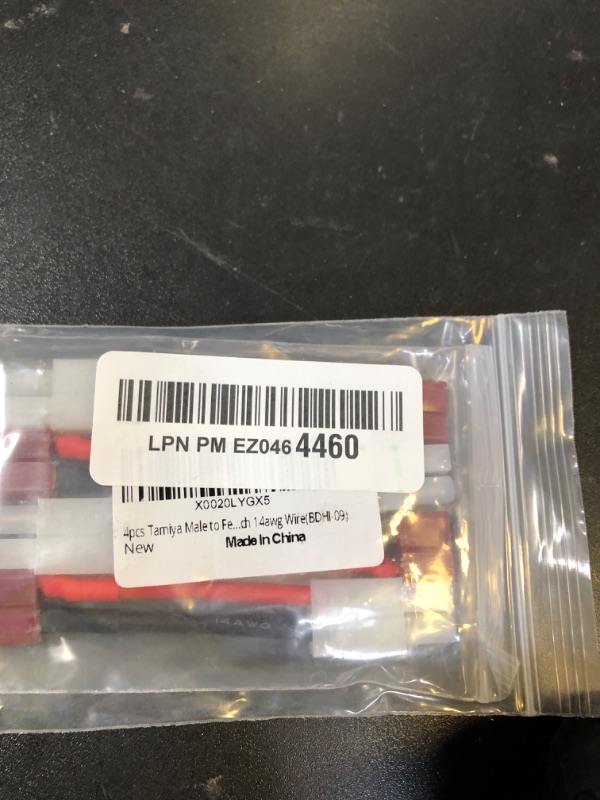 LPN PM EZ046 4460
X0020LYGX5
4pcs Tamiya Male to Fe...ch 14awg Wire(BDHI-09)
New
Made In China
14AWG